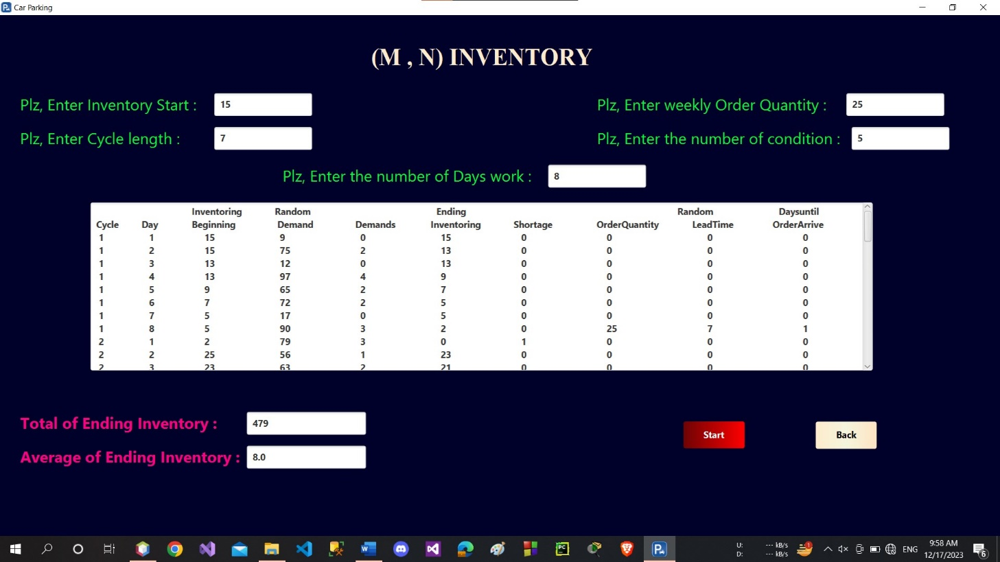 Car Parking
(M , N) INVENTORY
Plz, Enter Inventory Start : 15
Plz, Enter weekly Order Quantity : 25
Plz, Enter Cycle length : 7
Plz, Enter the number of condition : 5
Plz, Enter the number of Days work : 8
Inventoring Random Ending Random Daysuntil
Cycle Day Beginning Demand Demands Inventoring Shortage OrderQuantity LeadTime OrderArrive
1 1 15 9 0 15 0 0 0 0
1 2 15 75 2 13 0 0 0 0
1 3 13 12 0 13 0 0 0 0
1 4 13 97 4 9 0 0 0 0
1 5 9 65 2 7 0 0 0 0
1 6 7 72 2 5 0 0 0 0
1 7 5 17 0 5 0 0 0 0
1 8 5 90 3 2 0 25 7 1
2 1 2 79 3 0 1 0 0 0
2 2 25 56 1 23 0 0 0 0
2 3 23 63 2 21 0 0 0 0
Total of Ending Inventory : 479
Start
Back
Average of Ending Inventory : 8.0
U: --- kB/s
D: --- kB/s
1
ENG
9:58 AM
12/17/2023
6